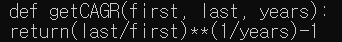 def getCAGR(first, last, years):
return(last/first)**(1/years)-1